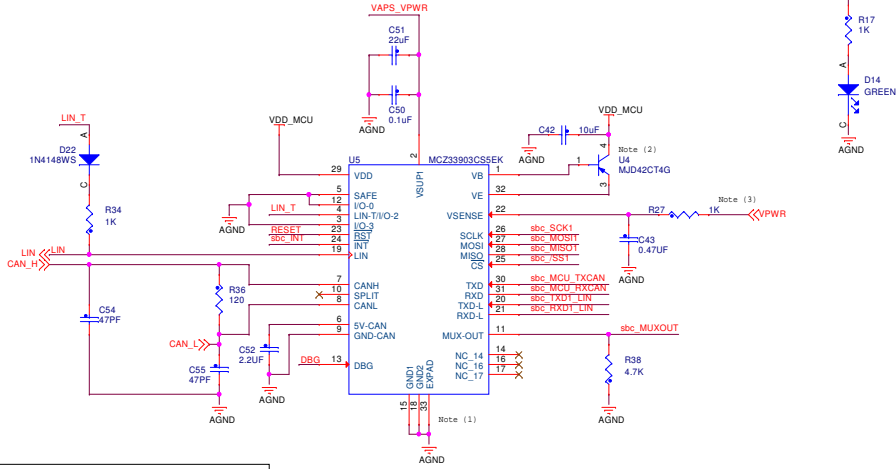 VAPS_VPWR
R17
1K
C51
22uF
A
D14
GREEN
C
AGND
C50
0.1uF
AGND
LIN_T
A
D22
1N4148WS
C
R34
1K
VDD_MCU
VDD_MCU
C42
10uF
AGND
4
Note (2)
1
U4
MJD42CT4G
3
U5
MCZ33903CS5EK
2
VSUP1
29
VDD
5
SAFE
12
I/O-0
LIN_T
4
LIN-T/I/O-2
3
I/O-3
RESET
23
RST
sbc_INT
24
INT
19
LIN
AGND
LIN
LIN
CAN_H
7
CANH
10
SPLIT
8
CANL
6
5V-CAN
9
GND-CAN
DBG
13
DBG
VB
1
VE
32
VSENSE
22
R27
1K
Note (3)
VPWR
C43
0.47UF
AGND
SCLK
26
sbc_SCK1
MOSI
27
sbc_MOSI1
MISO
28
sbc_MISO1
CS
25
sbc_/SS1
TXD
30
sbc_MCU_TXCAN
RXD
31
sbc_MCU_RXCAN
TXD-L
20
sbc_TXD1_LIN
RXD-L
21
sbc_RXD1_LIN
MUX-OUT
11
sbc_MUXOUT
NC_14
14
NC_16
16
NC_17
17
R38
4.7K
AGND
R36
120
C54
47PF
CAN_L
C52
2.2UF
C55
47PF
AGND
AGND
GND1
GND2
EXPAD
15
18
33
Note (1)
AGND